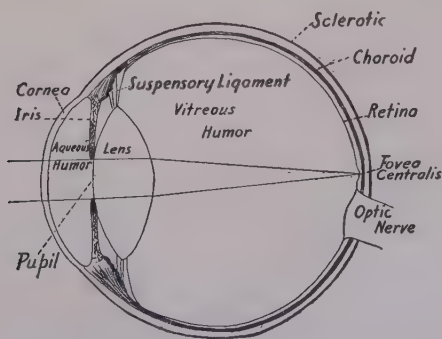 Sclerotic
Choroid
Suspensory Ligament
Cornea
Vitreous
Iris
Retina
Humor
Aqueous
Lens
Humor
Fovea
Centralis
Optic
Nerve
Pupil